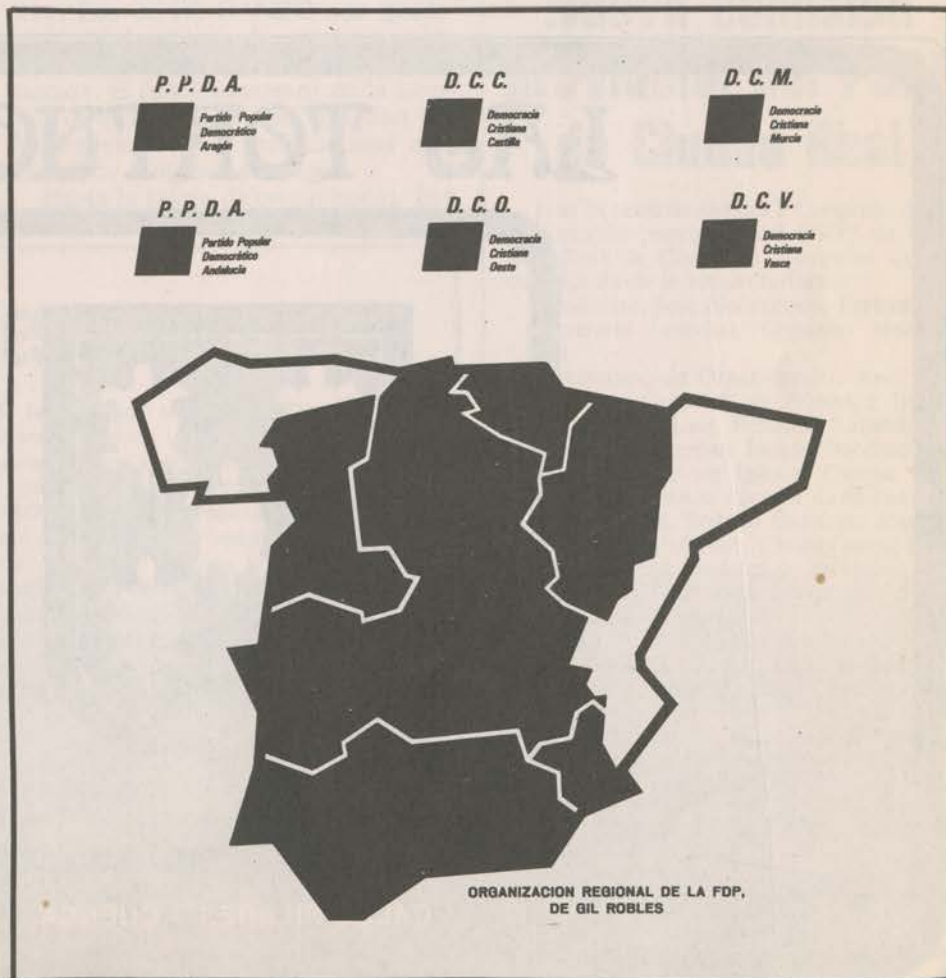 P. P. D. A.
Partido Popular
Democrático
Aragón
D. C. C.
Democracia
Cristiana
Castilla
D. C. M.
Democracia
Cristiana
Murcia
P. P. D. A.
Partido Popular
Democrático
Andalucía
D. C. O.
Democracia
Cristiana
Oeste
D. C. V.
Democracia
Cristiana
Vasca
ORGANIZACION REGIONAL DE LA FDP,
DE GIL ROBLES